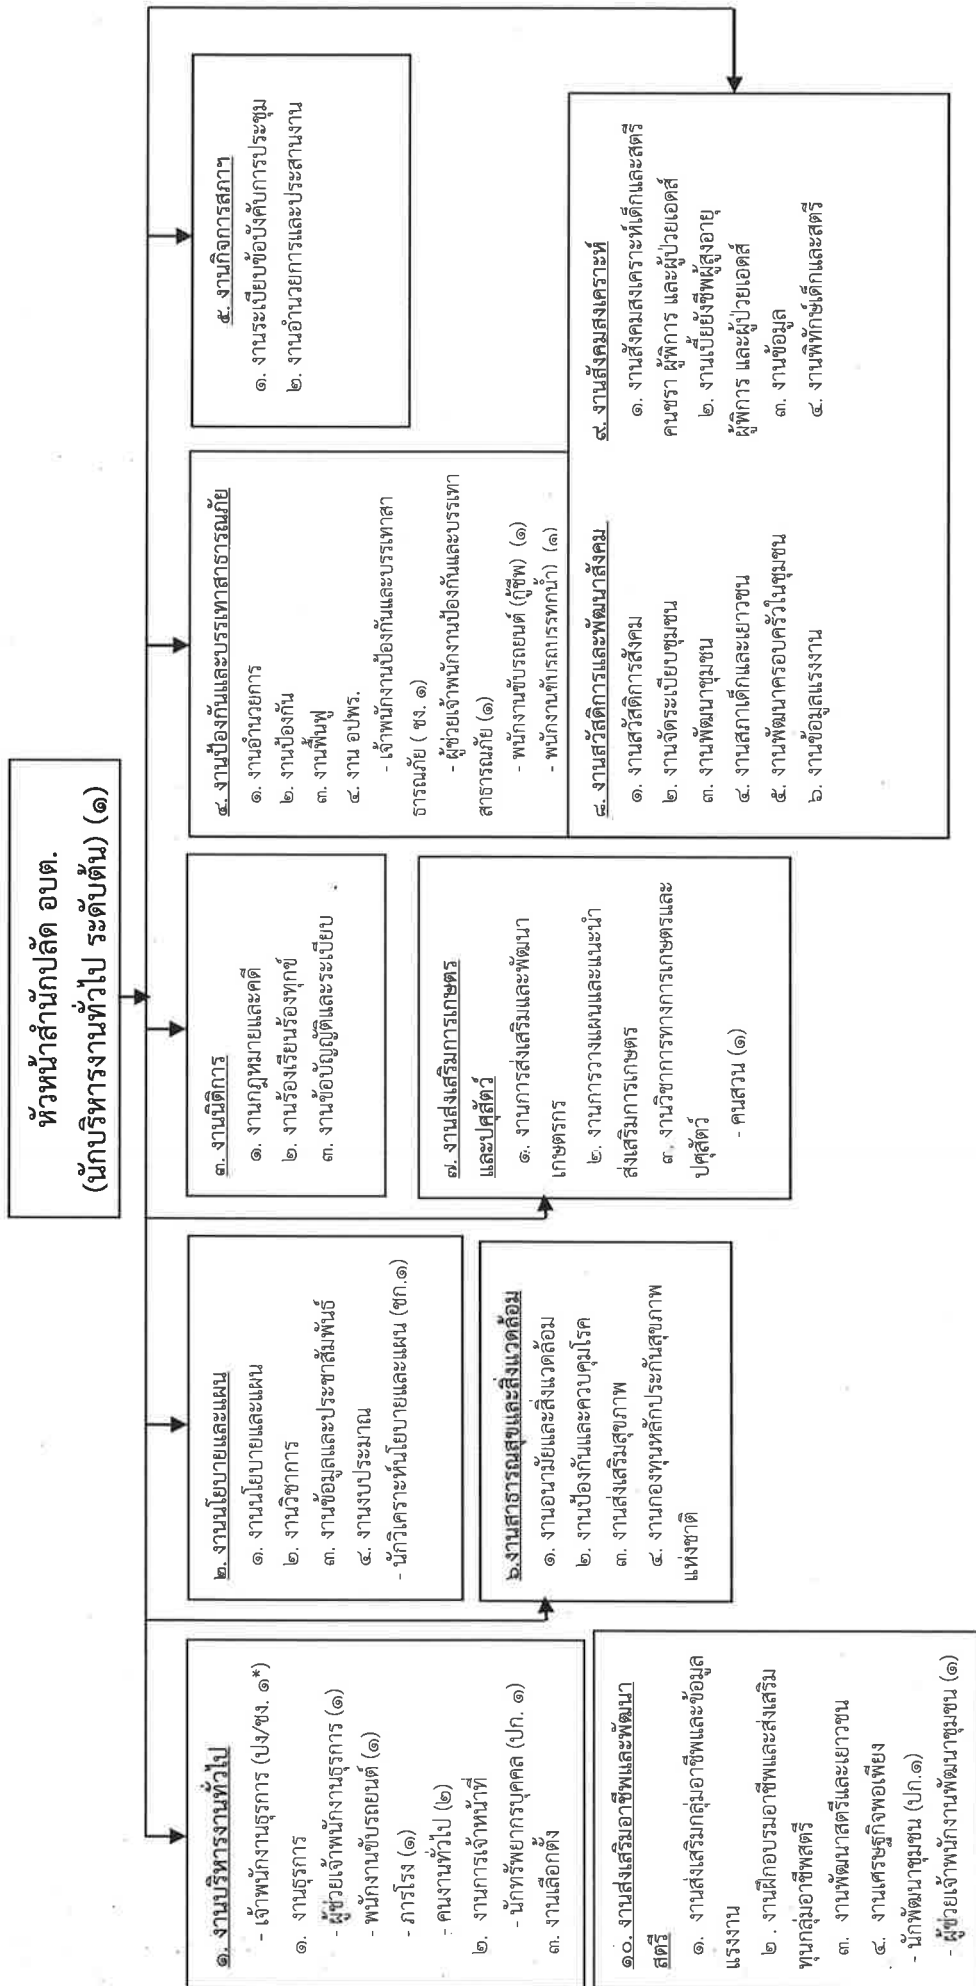 หัวหน้าสำนักปลัด อบต.
(นักบริหารงานทั่วไป ระดับต้น) (๑)
๑. งานบริหารงานทั่วไป
- เจ้าพนักงานธุรการ (ปง/ชง. ๑*)
๑. งานธุรการ
- ผู้ช่วยเจ้าพนักงานธุรการ (๑)
- พนักงานขับรถยนต์ (๑)
- ภารโรง (๑)
- คนงานทั่วไป (๒)
๒. งานการเจ้าหน้าที่
- นักทรัพยากรบุคคล (ปก. ๑)
๓. งานเลือกตั้ง
๒. งานนโยบายและแผน
๑. งานนโยบายและแผน
๒. งานวิชาการ
๓. งานข้อมูลและประชาสัมพันธ์
๔. งานงบประมาณ
- นักวิเคราะห์นโยบายและแผน (ชก.๑)
๓. งานนิติการ
๑. งานกฎหมายและคดี
๒. งานร้องเรียนร้องทุกข์
๓. งานข้อบัญญัติและระเบียบ
๔. งานป้องกันและบรรเทาสาธารณภัย
๑. งานอำนวยการ
๒. งานป้องกัน
๓. งานฟื้นฟู
๔. งาน อปพร.
- เจ้าพนักงานป้องกันและบรรเทาสา
ธารณภัย ( ชง. ๑)
- ผู้ช่วยเจ้าพนักงานป้องกันและบรรเทา
สาธารณภัย (๑)
- พนักงานขับรถยนต์ (กู้ชีพ) (๑)
- พนักงานขับรถบรรทุกน้ำ) (๑)
๕. งานกิจการสภาฯ
๑. งานระเบียบข้อบังคับการประชุม
๒. งานอำนวยการและประสานงาน
๑๐. งานส่งเสริมอาชีพและพัฒนา
สตรี
๑. งานส่งเสริมกลุ่มอาชีพและข้อมูล
แรงงาน
๒ . งานฝึกอบรมอาชีพและส่งเสริม
ทุนกลุ่มอาชีพสตรี
๓. งานพัฒนาสตรีและเยาวชน
๔. งานเศรษฐกิจพอเพียง
- นักพัฒนาชุมชน (ปก.๑)
- ผู้ช่วยเจ้าพนักงานพัฒนาชุมชน (๑)
๖.งานสาธารณสุขและสิ่งแวดล้อม
๑. งานอนามัยและสิ่งแวดล้อม
๒. งานป้องกันและควบคุมโรค
๓. งานส่งเสริมสุขภาพ
๔. งานกองทุนหลักประกันสุขภาพ
แห่งชาติ
๗. งานส่งเสริมการเกษตร
และปศุสัตว์
๑. งานการส่งเสริมและพัฒนา
เกษตรกร
๒. งานการวางแผนและแนะนำ
ส่งเสริมการเกษตร
๓. งานวิชาการทางการเกษตรและ
ปศุสัตว์
- คนสวน (๑)
๘. งานสวัสดิการและพัฒนาสังคม
๑. งานสวัสดิการสังคม
๒. งานจัดระเบียบชุมชน
๓. งานพัฒนาชุมชน
๔. งานสภาเด็กและเยาวชน
๕. งานพัฒนาครอบครัวในชุมชน
๖. งานข้อมูลแรงงาน
๙. งานสังคมสงเคราะห์
๑. งานสังคมสงเคราะห์เด็กและสตรี
คนชรา ผู้พิการ และผู้ป่วยเอดส์
๒. งานเบี้ยยังชีพผู้สูงอายุ
ผู้พิการ และผู้ป่วยเอดส์
๓. งานข้อมูล
๔. งานพิทักษ์เด็กและสตรี